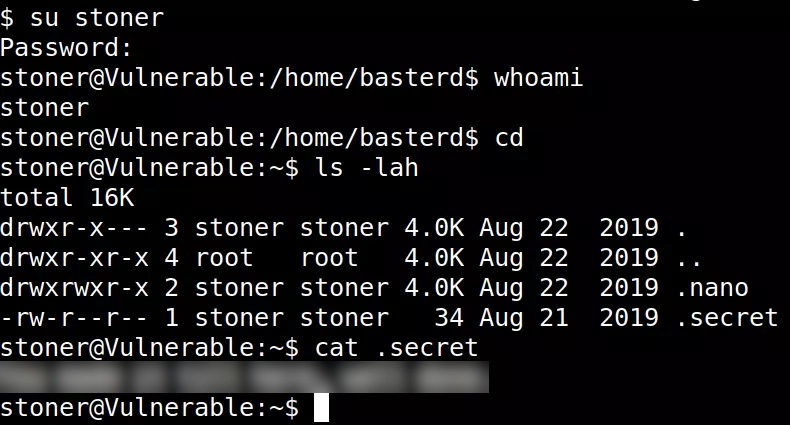 $ su stoner
Password:
stoner@Vulnerable:/home/basterd$ whoami
stoner
stoner@Vulnerable:/home/basterd$ cd
stoner@Vulnerable:~$ ls -lah
total 16K
drwxr-x--- 3 stoner stoner 4.0K Aug 22  2019 .
drwxr-xr-x 4 root   root   4.0K Aug 22  2019 ..
drwxrwxr-x 2 stoner stoner 4.0K Aug 22  2019 .nano
-rw-r--r-- 1 stoner stoner   34 Aug 21  2019 .secret
stoner@Vulnerable:~$ cat .secret
stoner@Vulnerable:~$